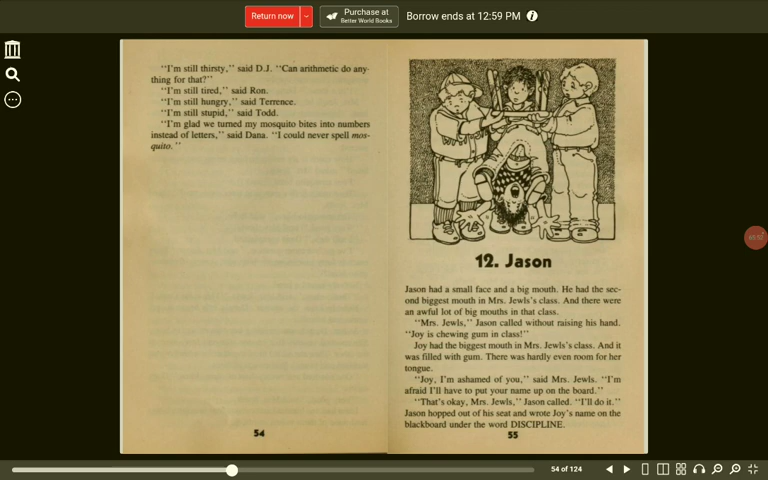 Return now
Purchase at
Better World Books
Borrow ends at 12:59 PM
"I'm still thirsty," said D.J. "Can arithmetic do any-
thing for that?"
"I'm still tired," said Ron.
"I'm still hungry," said Terrence.
"I'm still stupid," said Todd.
"I'm glad we turned my mosquito bites into numbers
instead of letters," said Dana. "I could never spell mos-
quito."
54
12. Jason
Jason had a small face and a big mouth. He had the sec-
ond biggest mouth in Mrs. Jewls's class. And there were
an awful lot of big mouths in that class.
"Mrs. Jewls," Jason called without raising his hand.
"Joy is chewing gum in class!"
Joy had the biggest mouth in Mrs. Jewls's class. And it
was filled with gum. There was hardly even room for her
tongue.
"Joy, I'm ashamed of you," said Mrs. Jewls. "I'm
afraid I'll have to put your name up on the board."
"That's okay, Mrs. Jewls," Jason called. "I'll do it."
Jason hopped out of his seat and wrote Joy's name on the
blackboard under the word DISCIPLINE.
55
54 of 124